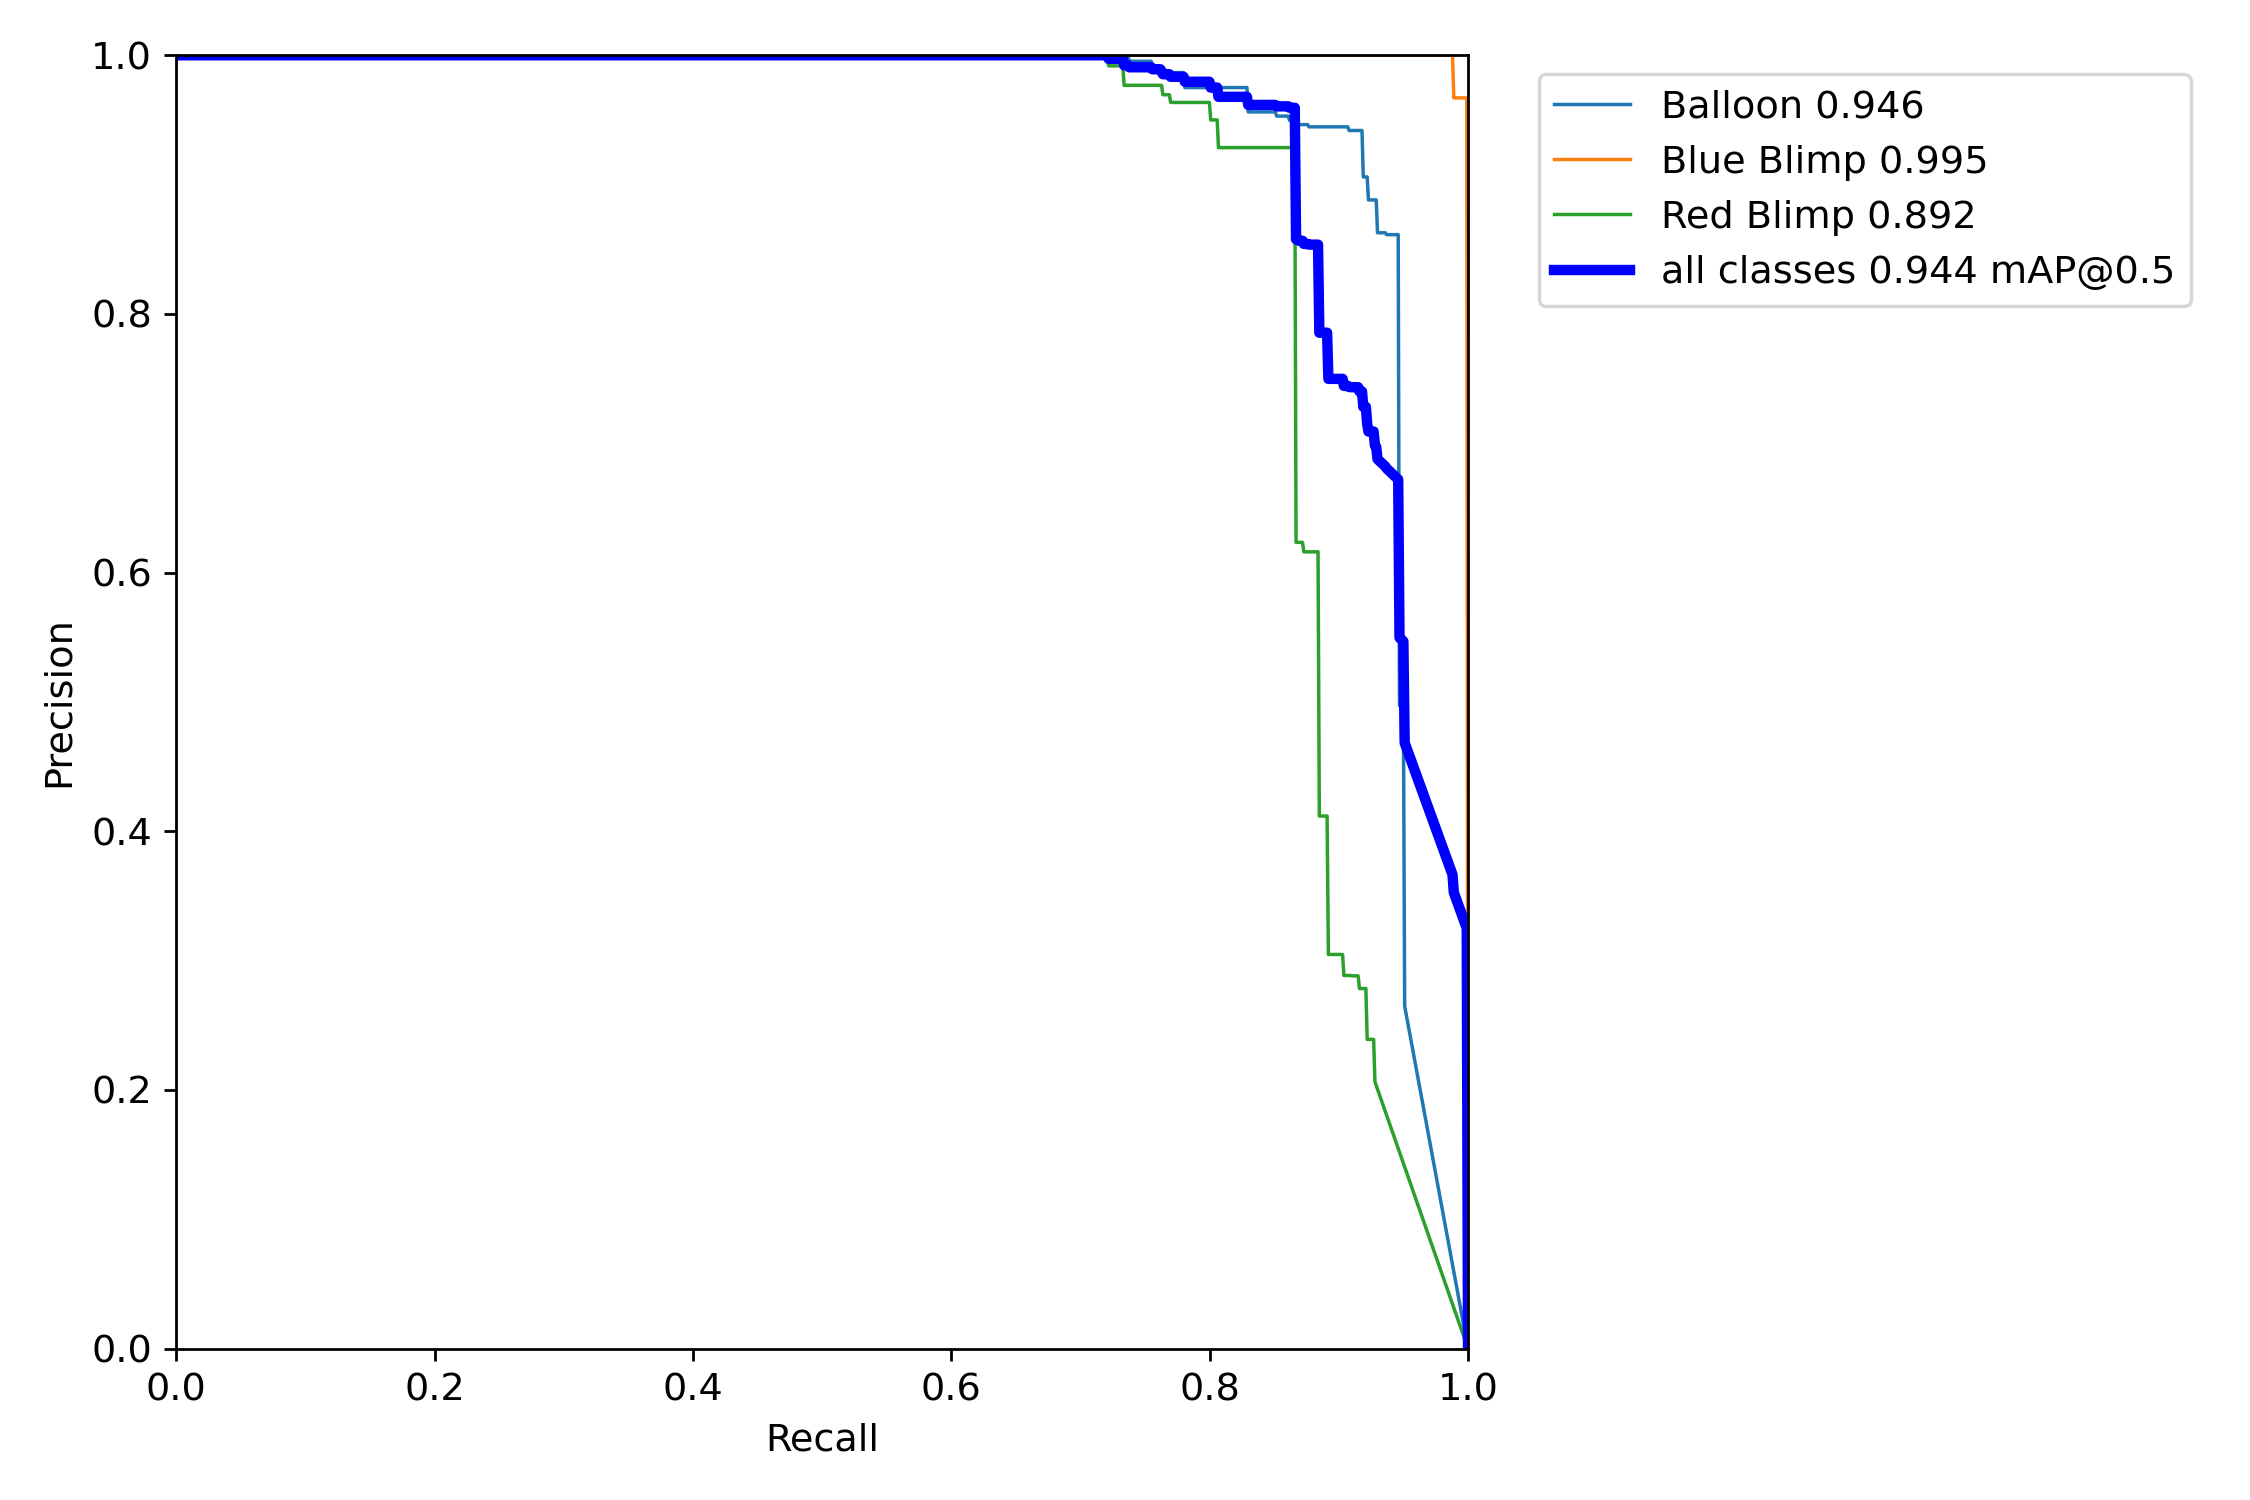 1.0
0.8
0.6
0.4
0.2
0.0
0.0 0.2 0.4 0.6 0.8 1.0
Precision
Recall
Balloon 0.946
Blue Blimp 0.995
Red Blimp 0.892
all classes 0.944 mAP@0.5